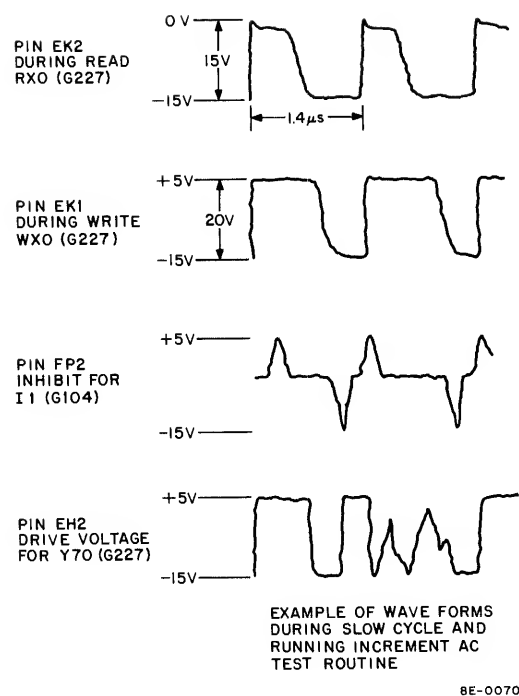 O V
PIN EK2
DURING READ
RXO (G227)
15V
-15V
1.4µs
+5V
PIN EK1
DURING WRITE
WXO (G227)
20V
-15V
+5V
PIN FP2
INHIBIT FOR
I1 (G104)
-15V
+5V
PIN EH2
DRIVE VOLTAGE
FOR Y70 (G227)
-15V
EXAMPLE OF WAVE FORMS
DURING SLOW CYCLE AND
RUNNING INCREMENT AC
TEST ROUTINE
8E-0070